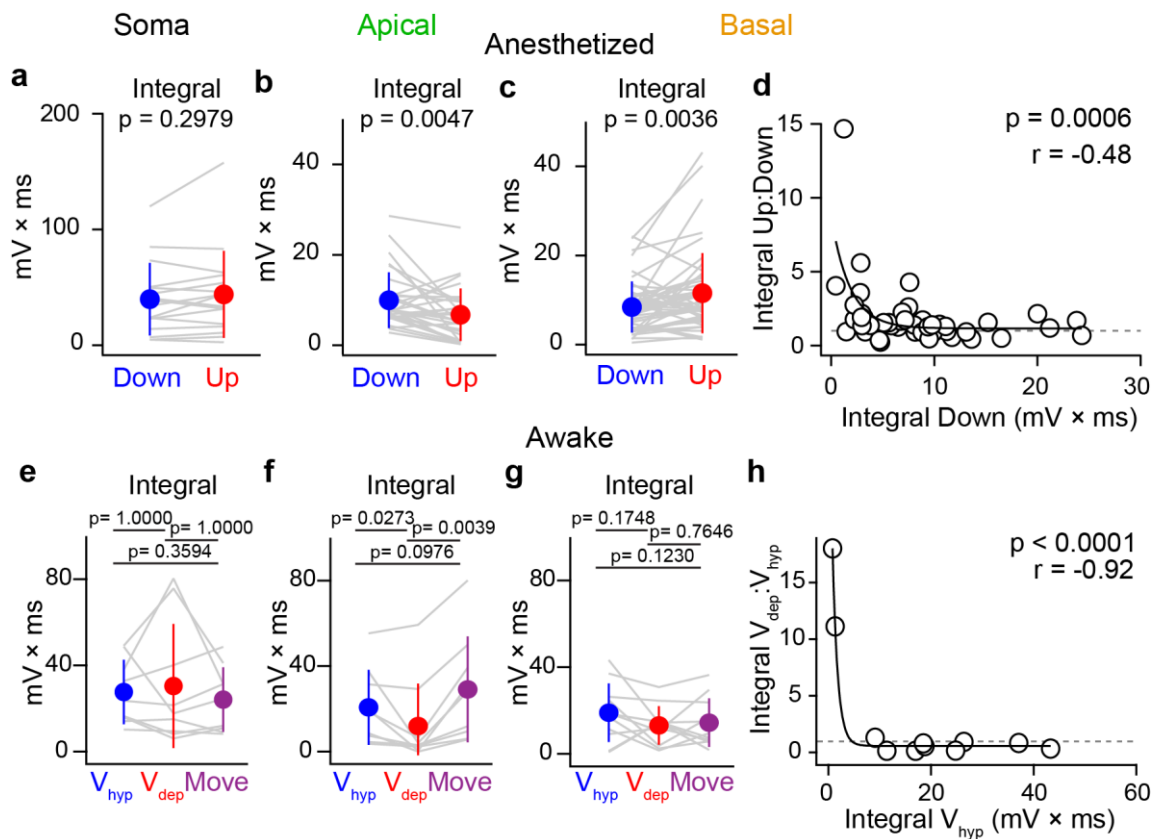 Soma Apical Basal
Anesthetized
a
Integral
p = 0.2979
mV × ms
200
100
0
Down Up
b
Integral
p = 0.0047
mV × ms
40
20
0
Down Up
c
Integral
p = 0.0036
mV × ms
40
20
0
Down Up
d
p = 0.0006
r = -0.48
Integral Up:Down
15
10
5
0
0 10 20 30
Integral Down (mV × ms)
Awake
e
Integral
p= 1.0000
p= 1.0000
p= 0.3594
mV × ms
80
40
0
Vhyp Vdep Move
f
Integral
p= 0.0273
p= 0.0039
p= 0.0976
mV × ms
80
40
0
Vhyp Vdep Move
g
Integral
p= 0.1748
p= 0.7646
p= 0.1230
mV × ms
80
40
0
Vhyp Vdep Move
h
p < 0.0001
r = -0.92
Integral Vdep:Vhyp
15
10
5
0
0 20 40 60
Integral Vhyp (mV × ms)